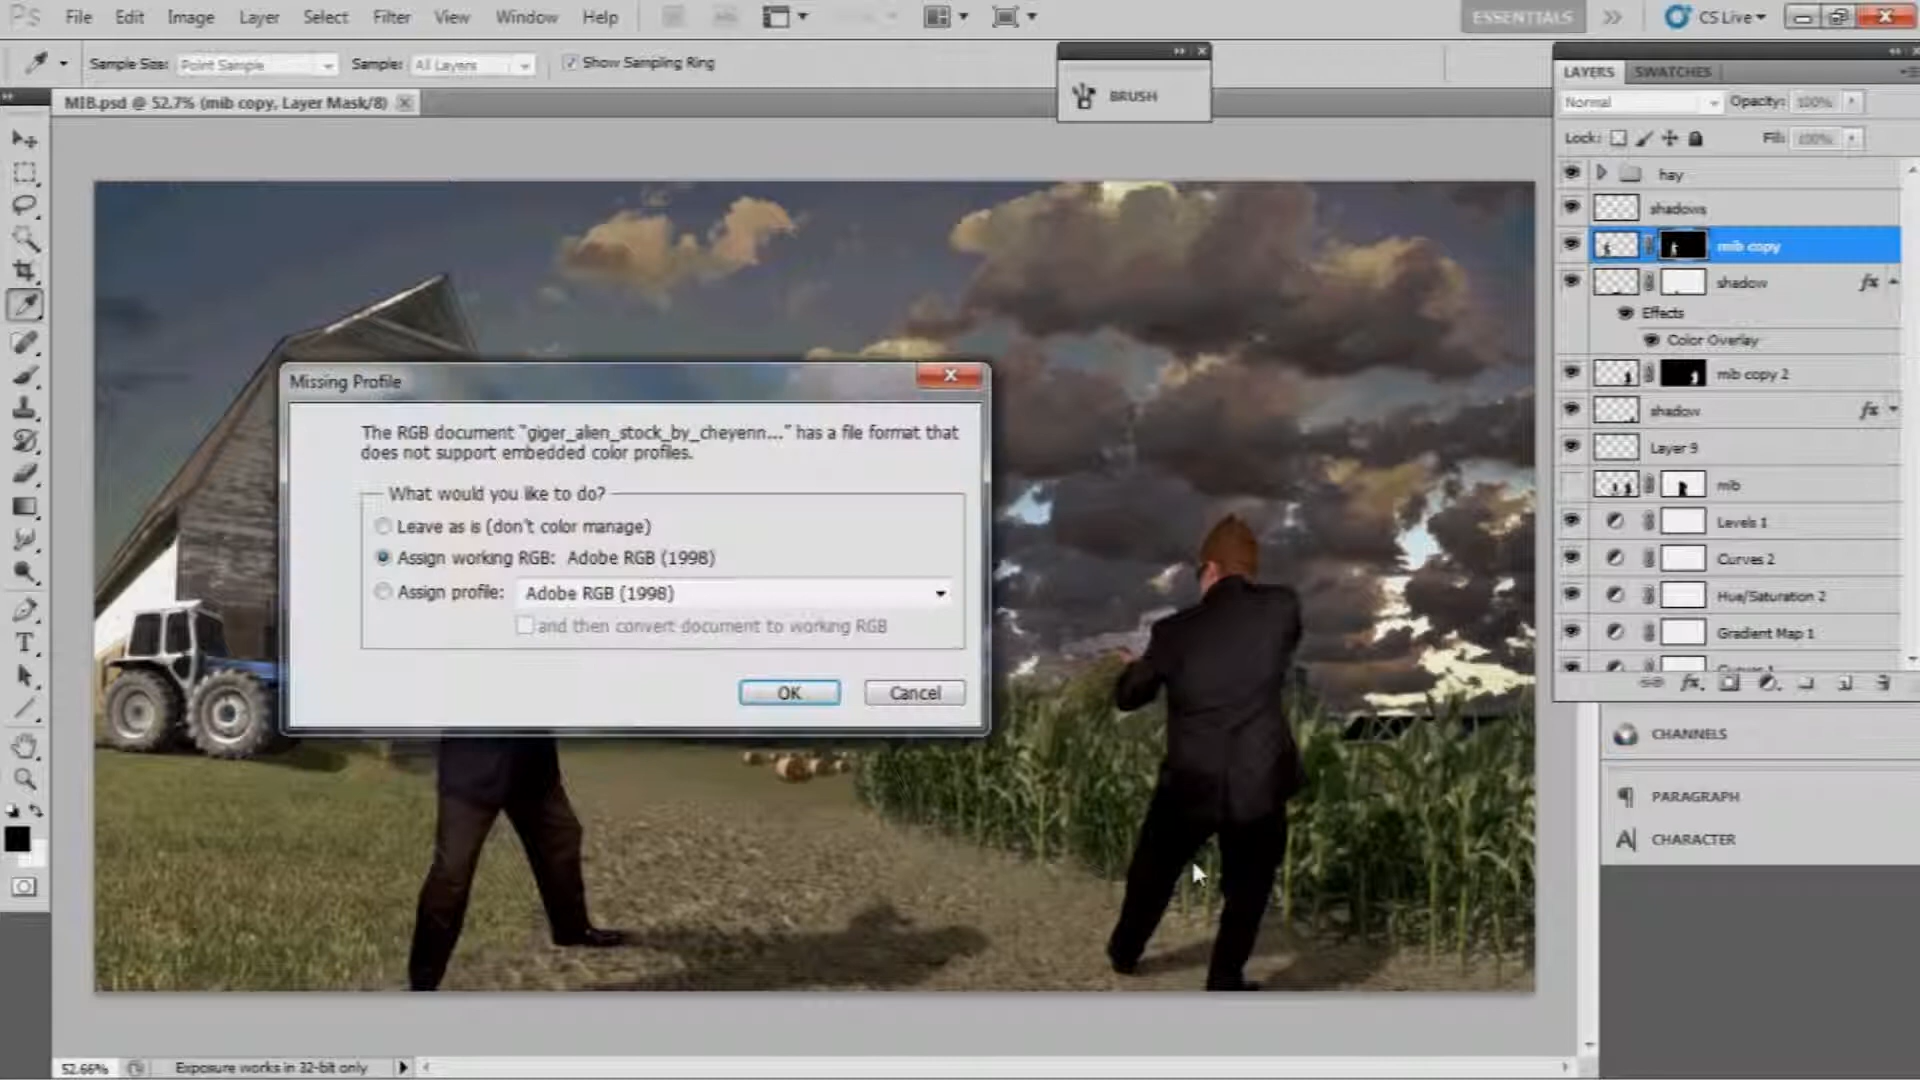 Ps File Edit Image Layer Select Filter View Window Help ESSENTIALS CS Live
Sample Size: Point Sample Sample: All Layers Show Sampling Ring
MIB.psd @ 52.7% (mib copy, Layer Mask/8)
BRUSH
LAYERS SWATCHES
Normal Opacity: 100%
Lock: Fill: 100%
hay
shadows
mib copy
shadow fx
Effects
Color Overlay
mib copy 2
shadow fx
Layer 9
mib
Levels 1
Curves 2
Hue/Saturation 2
Gradient Map 1
Curves 1
fx
CHANNELS
PARAGRAPH
CHARACTER
Missing Profile
The RGB document "giger_alien_stock_by_cheyenn..." has a file format that
does not support embedded color profiles.
What would you like to do?
Leave as is (don't color manage)
Assign working RGB: Adobe RGB (1998)
Assign profile: Adobe RGB (1998)
and then convert document to working RGB
OK Cancel
52.66% Exposure works in 32-bit only